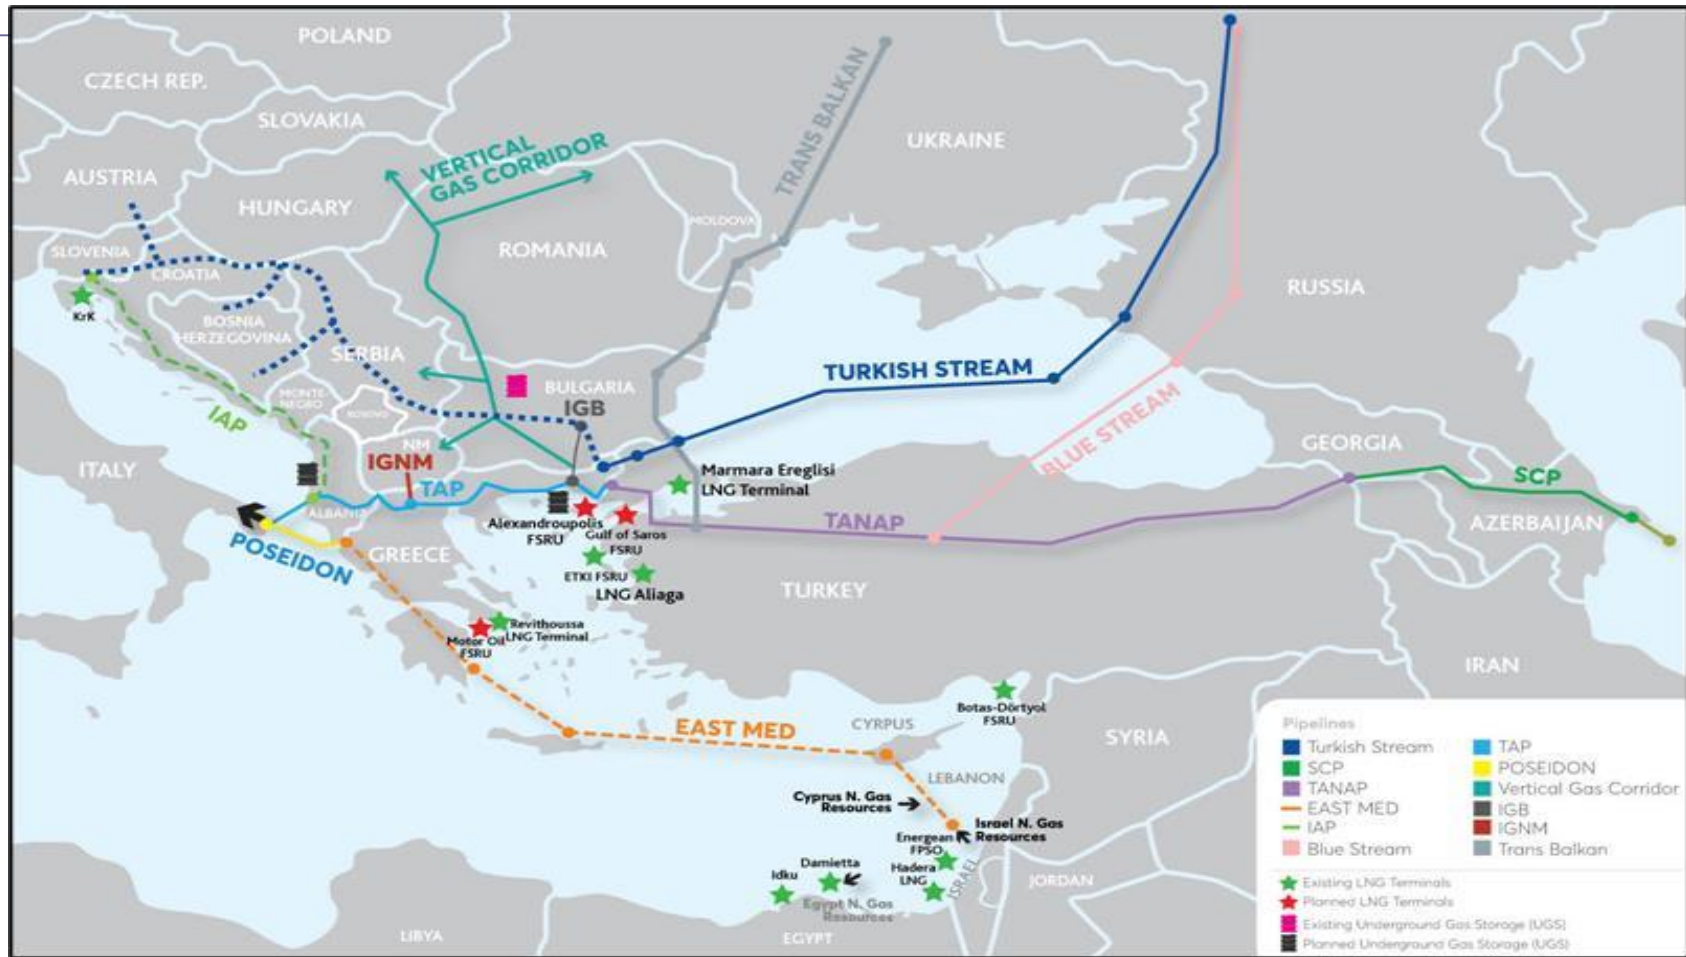 POLAND
CZECH REP.
SLOVAKIA
AUSTRIA
HUNGARY
SLOVENIA
CROATIA
BOSNIA
HERZEGOVINA
SERBIA
MONTE-
NEGRO
KOSOVO
NM
ROMANIA
MOLDOVA
UKRAINE
RUSSIA
BULGARIA
ITALY
ALBANIA
GREECE
TURKEY
GEORGIA
AZERBAIJAN
IRAN
SYRIA
CYRPUS
LEBANON
ISRAEL
JORDAN
EGYPT
LIBYA
VERTICAL
GAS CORRIDOR
TRANS BALKAN
TURKISH STREAM
BLUE STREAM
IGB
IAP
IGNM
TAP
TANAP
SCP
POSEIDON
EAST MED
KrK
Marmara Ereglisi
LNG Terminal
Alexandroupolis
FSRU
Gulf of Saros
FSRU
ETKI FSRU
LNG Aliaga
Revithoussa
LNG Terminal
Motor Oil
FSRU
Botas-Dörtyol
FSRU
Cyprus N. Gas
Resources
Israel N. Gas
Resources
Energean
FPSO
Hadera
LNG
Damietta
Idku
Egypt N. Gas
Resources
Pipelines
Turkish Stream
SCP
TANAP
EAST MED
IAP
Blue Stream
TAP
POSEIDON
Vertical Gas Corridor
IGB
IGNM
Trans Balkan
Existing LNG Terminals
Planned LNG Terminals
Existing Underground Gas Storage (UGS)
Planned Underground Gas Storage (UGS)